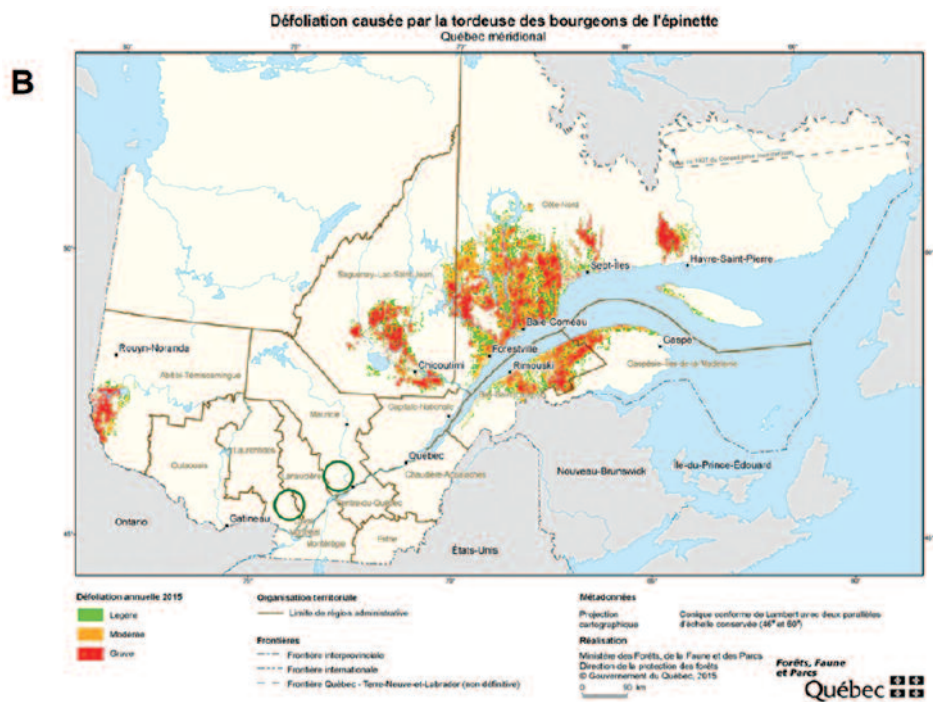 Défoliation causée par la tordeuse des bourgeons de l'épinette
Québec méridional
B
Côte-Nord
Saguenay-Lac-Saint-Jean
Sept-Îles
Havre-Saint-Pierre
Baie-Comeau
Rouyn-Noranda
Forestville
Gaspé
Abitibi-Témiscamingue
Chicoutimi
Rimouski
Gaspésie-Îles-de-la-Madeleine
Mauricie
Capitale-Nationale
Laurentides
Québec
Outaouais
Lanaudière
Chaudière-Appalaches
Nouveau-Brunswick
Île-du-Prince-Édouard
Centre-du-Québec
Ontario
Gatineau
Montérégie
Estrie
États-Unis
Défoliation annuelle 2015
Légère
Modérée
Grave
Organisation territoriale
Limite de région administrative
Frontières
Frontière interprovinciale
Frontière internationale
Frontière Québec - Terre-Neuve-et-Labrador (non définitive)
Métadonnées
Projection cartographique
Conique conforme de Lambert avec deux parallèles
d'échelle conservée (46° et 60°)
Réalisation
Ministère des Forêts, de la Faune et des Parcs
Direction de la protection des forêts
© Gouvernement du Québec, 2015
0 90 km
Forêts, Faune
et Parcs
Québec